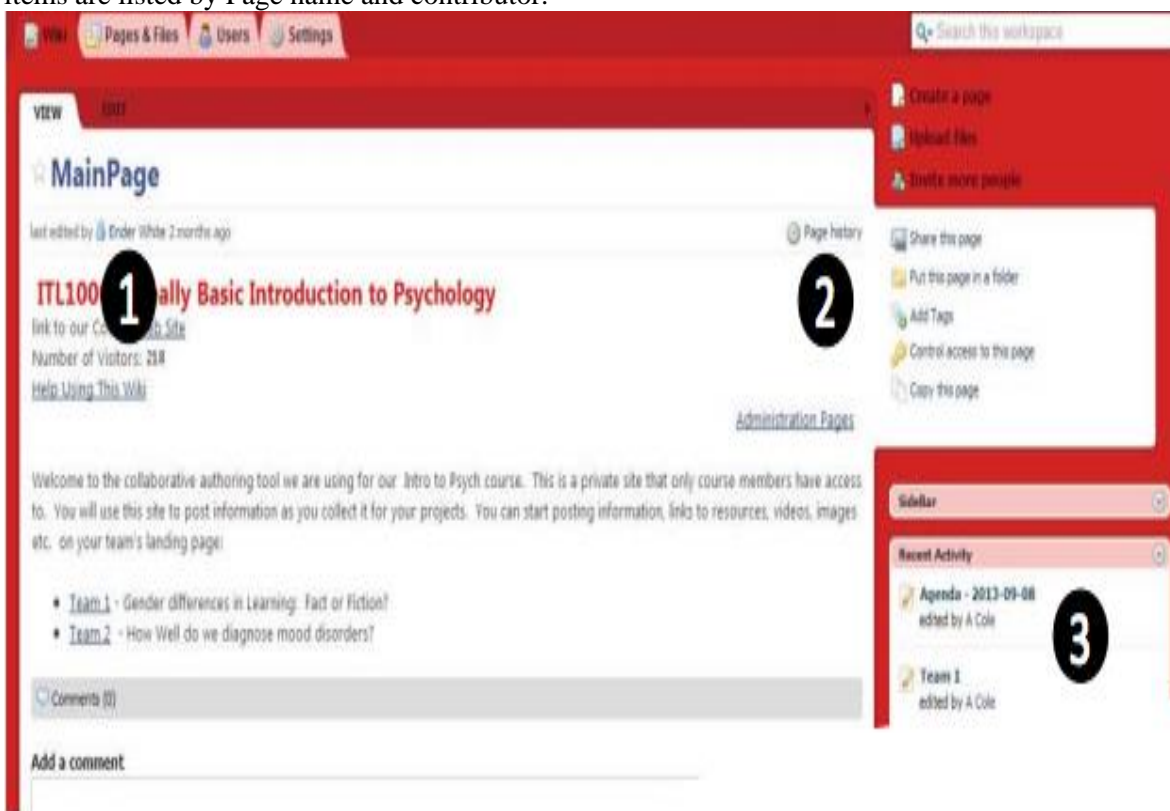 items are listed by Page name and contributor.
Wiki Pages & Files Users Settings
Search this workspace
VIEW EDIT
Create a page
Upload files
Invite more people
MainPage
last edited by Ender White 2 months ago
Page history
Share this page
Put this page in a folder
Add Tags
Control access to this page
Copy this page
1
2
ITL100 ally Basic Introduction to Psychology
link to our Co b Site
Number of Visitors: 218
Help Using This Wiki
Administration Pages
Welcome to the collaborative authoring tool we are using for our Intro to Psych course. This is a private site that only course members have access
to. You will use this site to post information as you collect it for your projects. You can start posting information, links to resources, videos, images
etc. on your team's landing page:
• Team 1 - Gender differences in Learning: Fact or Fiction?
• Team 2 - How Well do we diagnose mood disorders?
Comments (0)
Add a comment
SideBar
Recent Activity
Agenda - 2013-09-08
edited by A Cole
3
Team 1
edited by A Cole